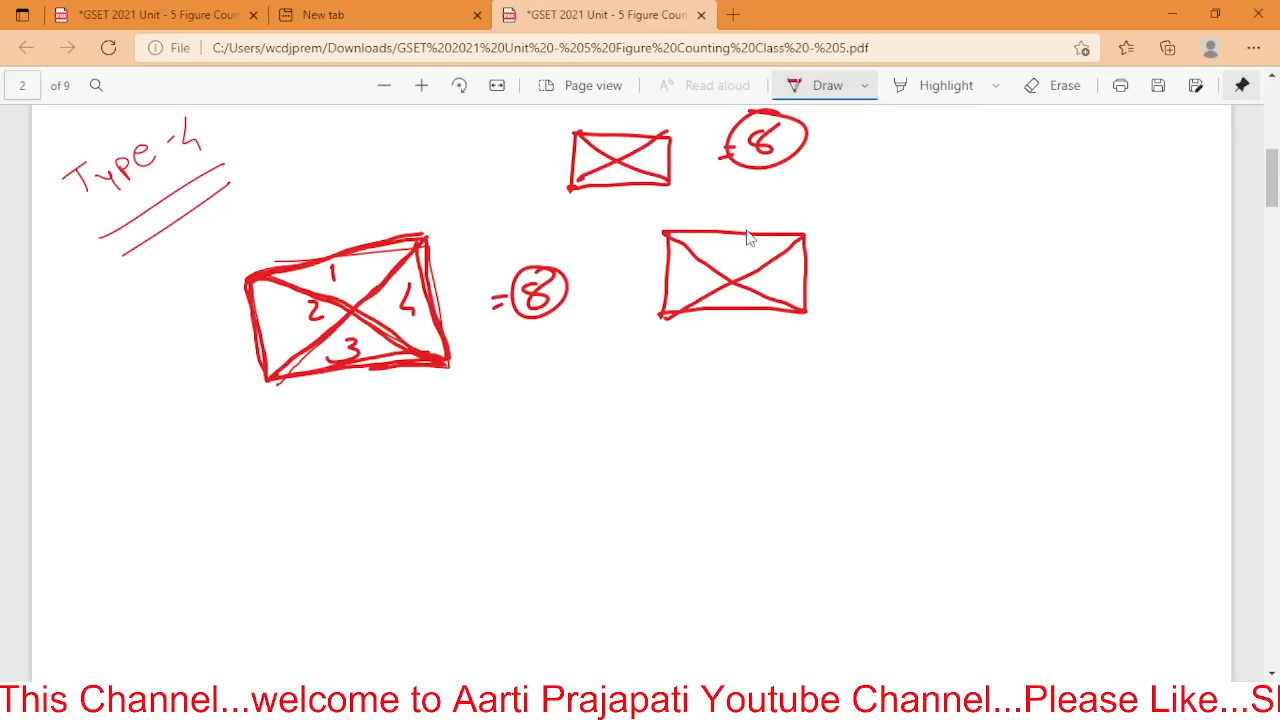 *GSET 2021 Unit - 5 Figure Coun
New tab
*GSET 2021 Unit - 5 Figure Coun
File
C:/Users/wcdjprem/Downloads/GSET%202021%20Unit%20-%205%20Figure%20Counting%20Class%20-%205.pdf
2 of 9
Page view
Read aloud
Draw
Highlight
Erase
Type-4
=8
1
2
4
3
=8
This Channel...welcome to Aarti Prajapati Youtube Channel...Please Like...S